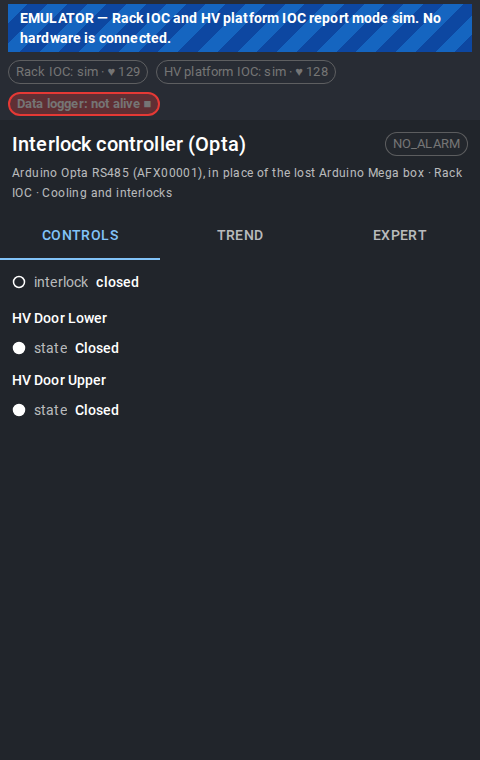 EMULATOR — Rack IOC and HV platform IOC report mode sim. No
hardware is connected.
Rack IOC: sim · ♥ 129
HV platform IOC: sim · ♥ 128
Data logger: not alive ■
Interlock controller (Opta)
NO_ALARM
Arduino Opta RS485 (AFX00001), in place of the lost Arduino Mega box · Rack
IOC · Cooling and interlocks
CONTROLS
TREND
EXPERT
interlock closed
HV Door Lower
state Closed
HV Door Upper
state Closed